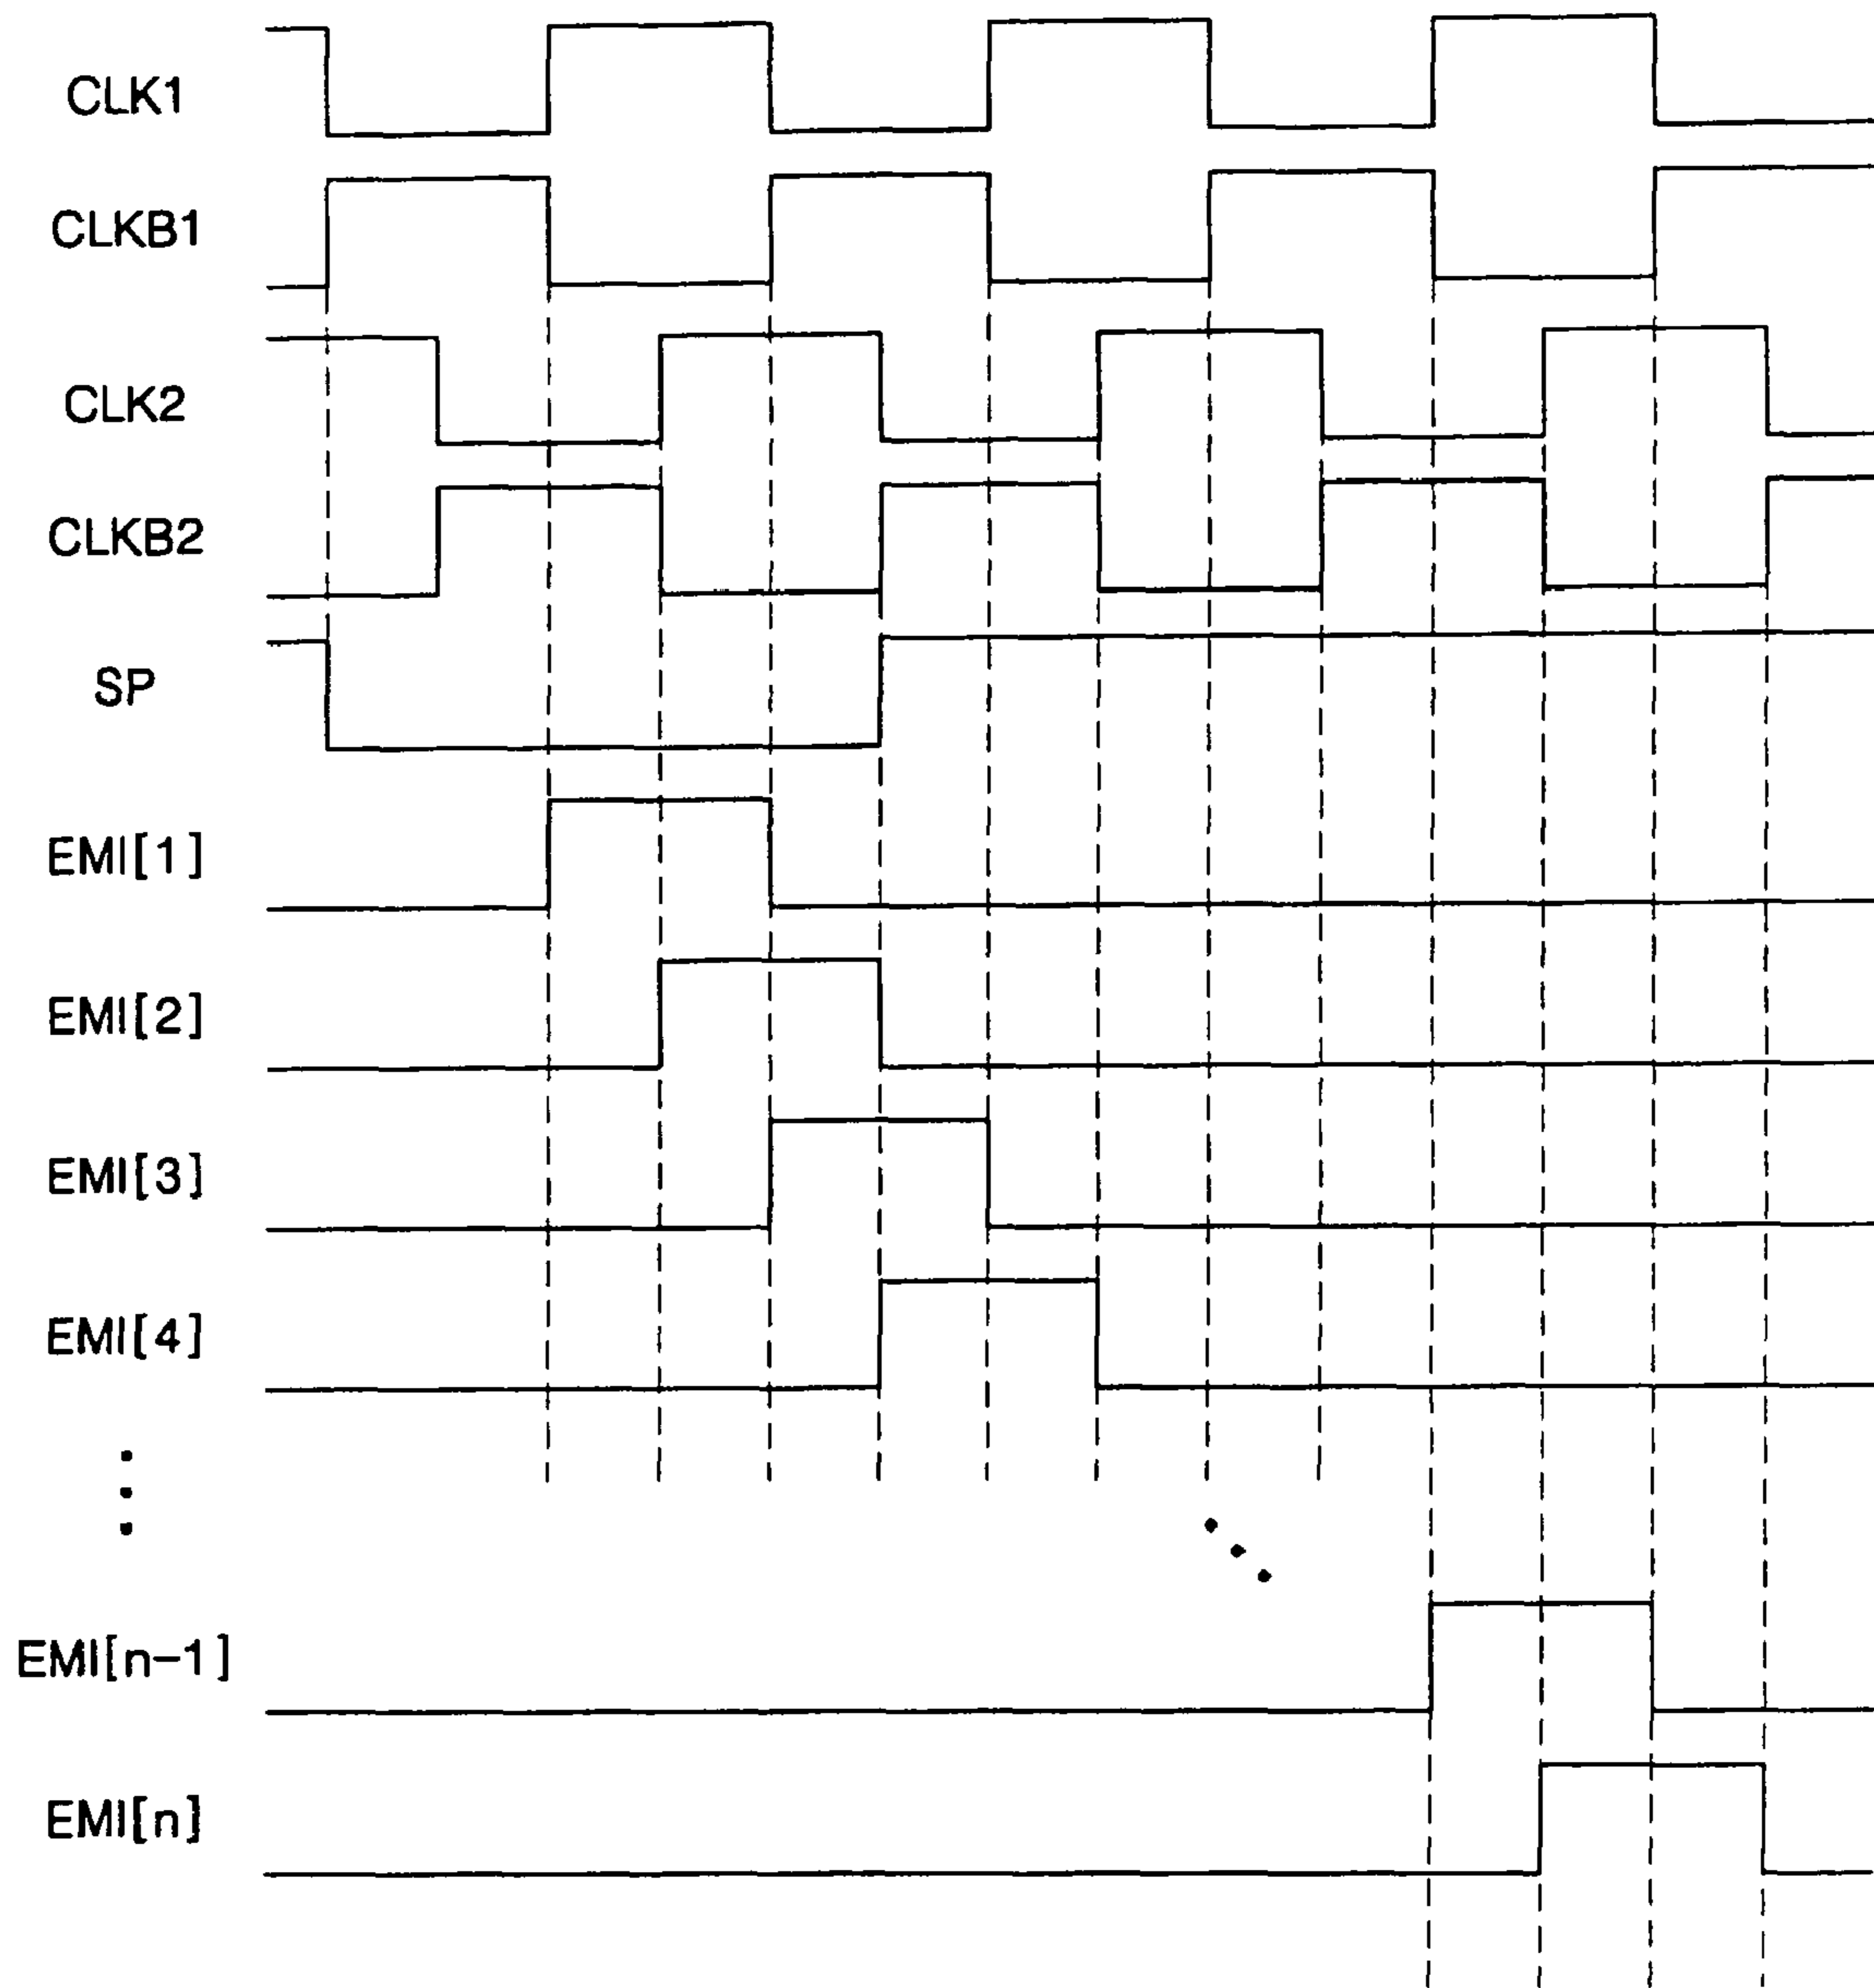 CLK1
CLKB1
CLK2
CLKB2
SP
EMI[1]
EMI[2]
EMI[3]
EMI[4]
EMI[n-1]
EMI[n]